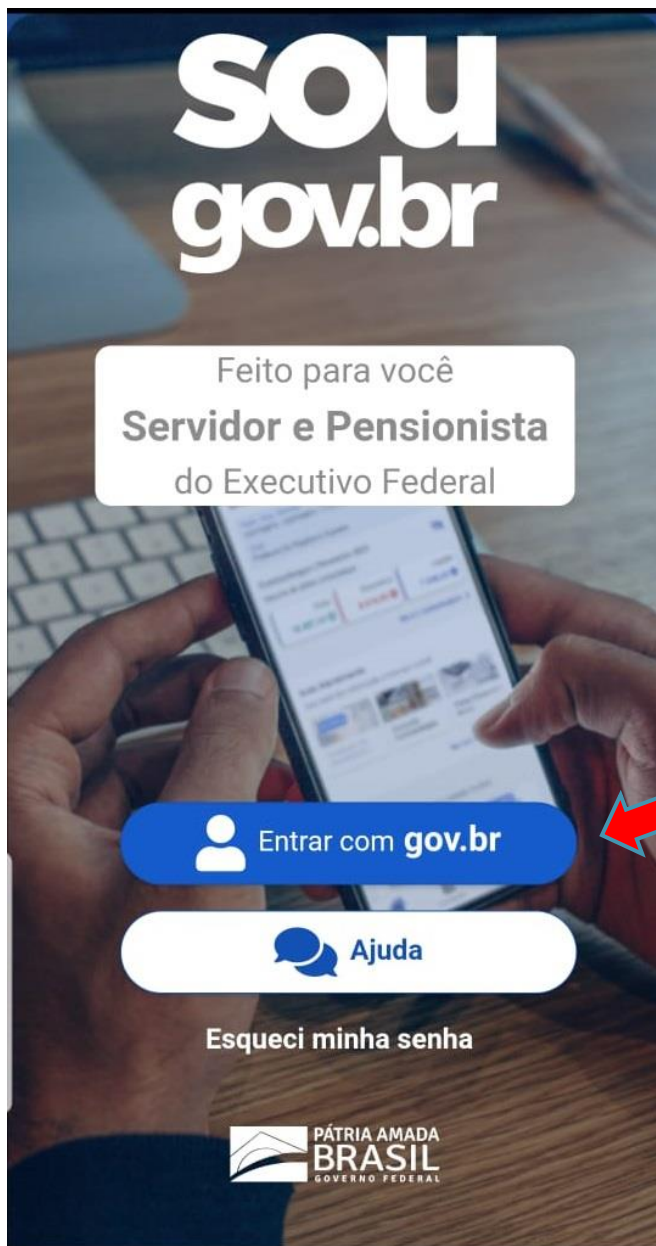 sou
gov.br
Feito para você
Servidor e Pensionista
do Executivo Federal
Entrar com gov.br
Ajuda
Esqueci minha senha
PÁTRIA AMADA
BRASIL
GOVERNO FEDERAL